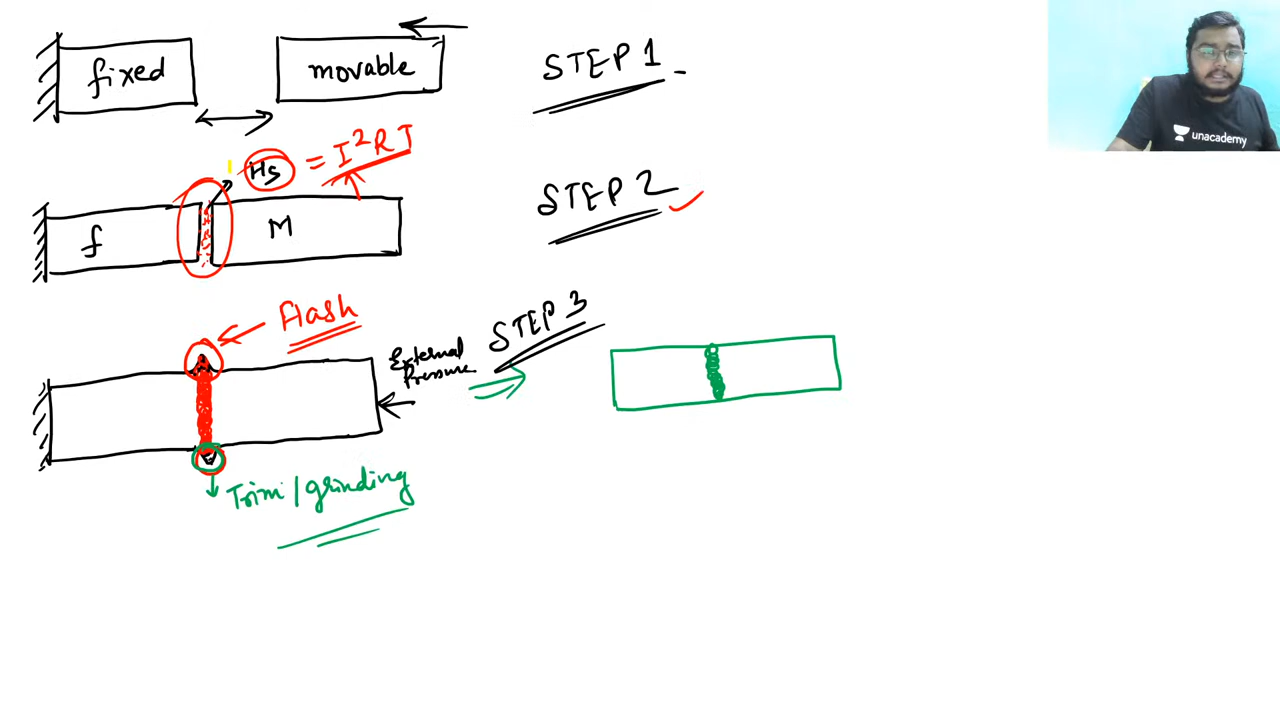 fixed
movable
STEP 1
Hs = I²RT
f
M
STEP 2
Flash
STEP 3
External
Pressure
Trim/grinding
unacademy